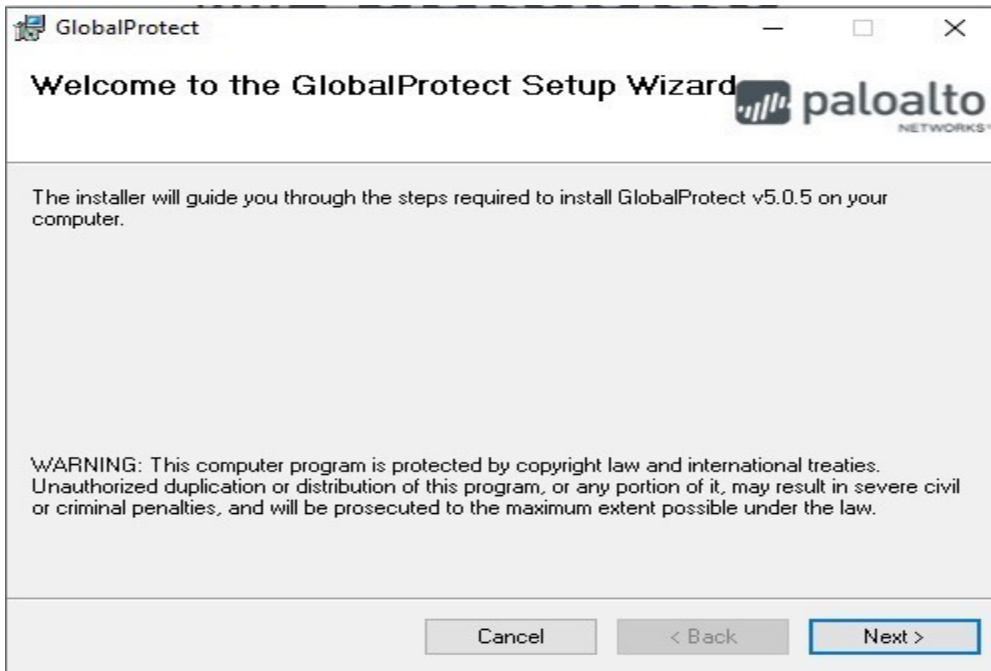 GlobalProtect
Welcome to the GlobalProtect Setup Wizard
paloalto
NETWORKS
The installer will guide you through the steps required to install GlobalProtect v5.0.5 on your
computer.
WARNING: This computer program is protected by copyright law and international treaties.
Unauthorized duplication or distribution of this program, or any portion of it, may result in severe civil
or criminal penalties, and will be prosecuted to the maximum extent possible under the law.
Cancel
< Back
Next >